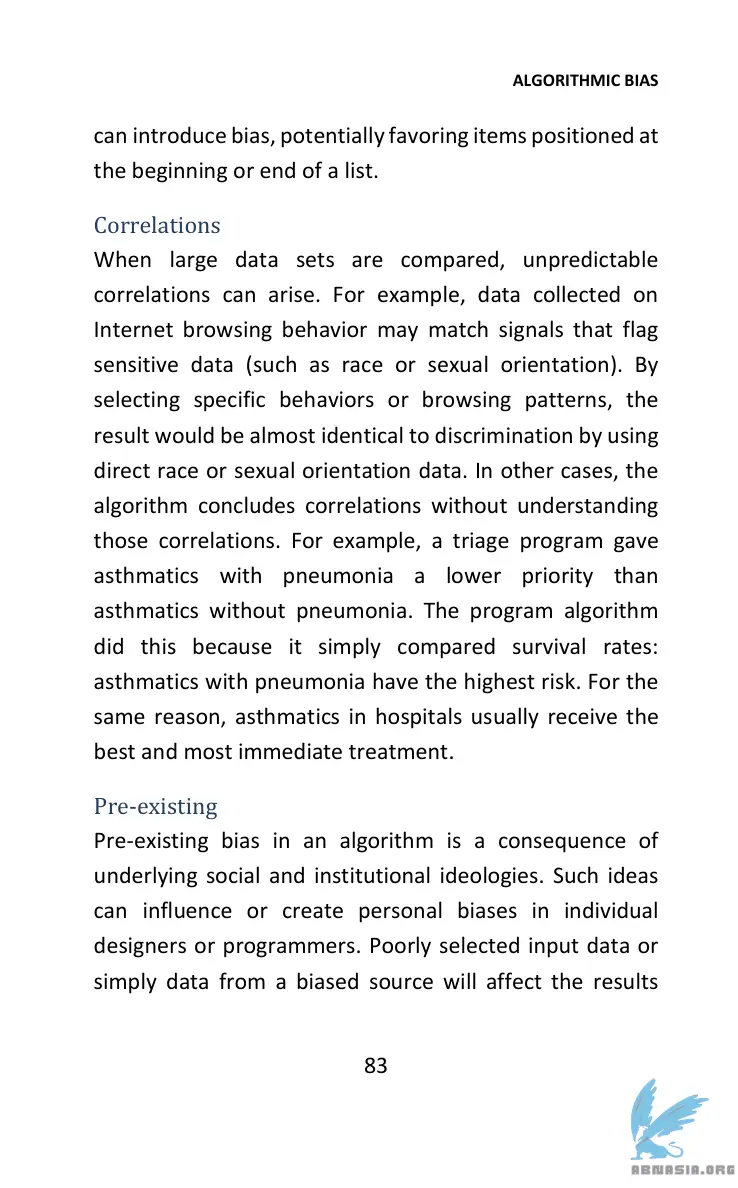 ALGORITHMIC BIAS
can introduce bias, potentially favoring items positioned at
the beginning or end of a list.
Correlations
When large data sets are compared, unpredictable
correlations can arise. For example, data collected on
Internet browsing behavior may match signals that flag
sensitive data (such as race or sexual orientation). By
selecting specific behaviors or browsing patterns, the
result would be almost identical to discrimination by using
direct race or sexual orientation data. In other cases, the
algorithm concludes correlations without understanding
those correlations. For example, a triage program gave
asthmatics with pneumonia a lower priority than
asthmatics without pneumonia. The program algorithm
did this because it simply compared survival rates:
asthmatics with pneumonia have the highest risk. For the
same reason, asthmatics in hospitals usually receive the
best and most immediate treatment.
Pre-existing
Pre-existing bias in an algorithm is a consequence of
underlying social and institutional ideologies. Such ideas
can influence or create personal biases in individual
designers or programmers. Poorly selected input data or
simply data from a biased source will affect the results
83
ABNASIA.ORG